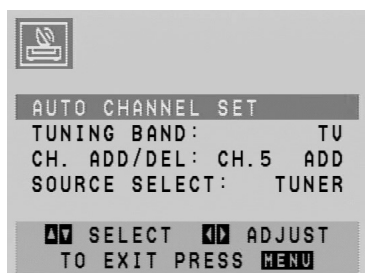 AUTO CHANNEL SET
TUNING BAND: TV
CH. ADD/DEL: CH.5 ADD
SOURCE SELECT: TUNER
▲▼ SELECT ◀▶ ADJUST
TO EXIT PRESS MENU